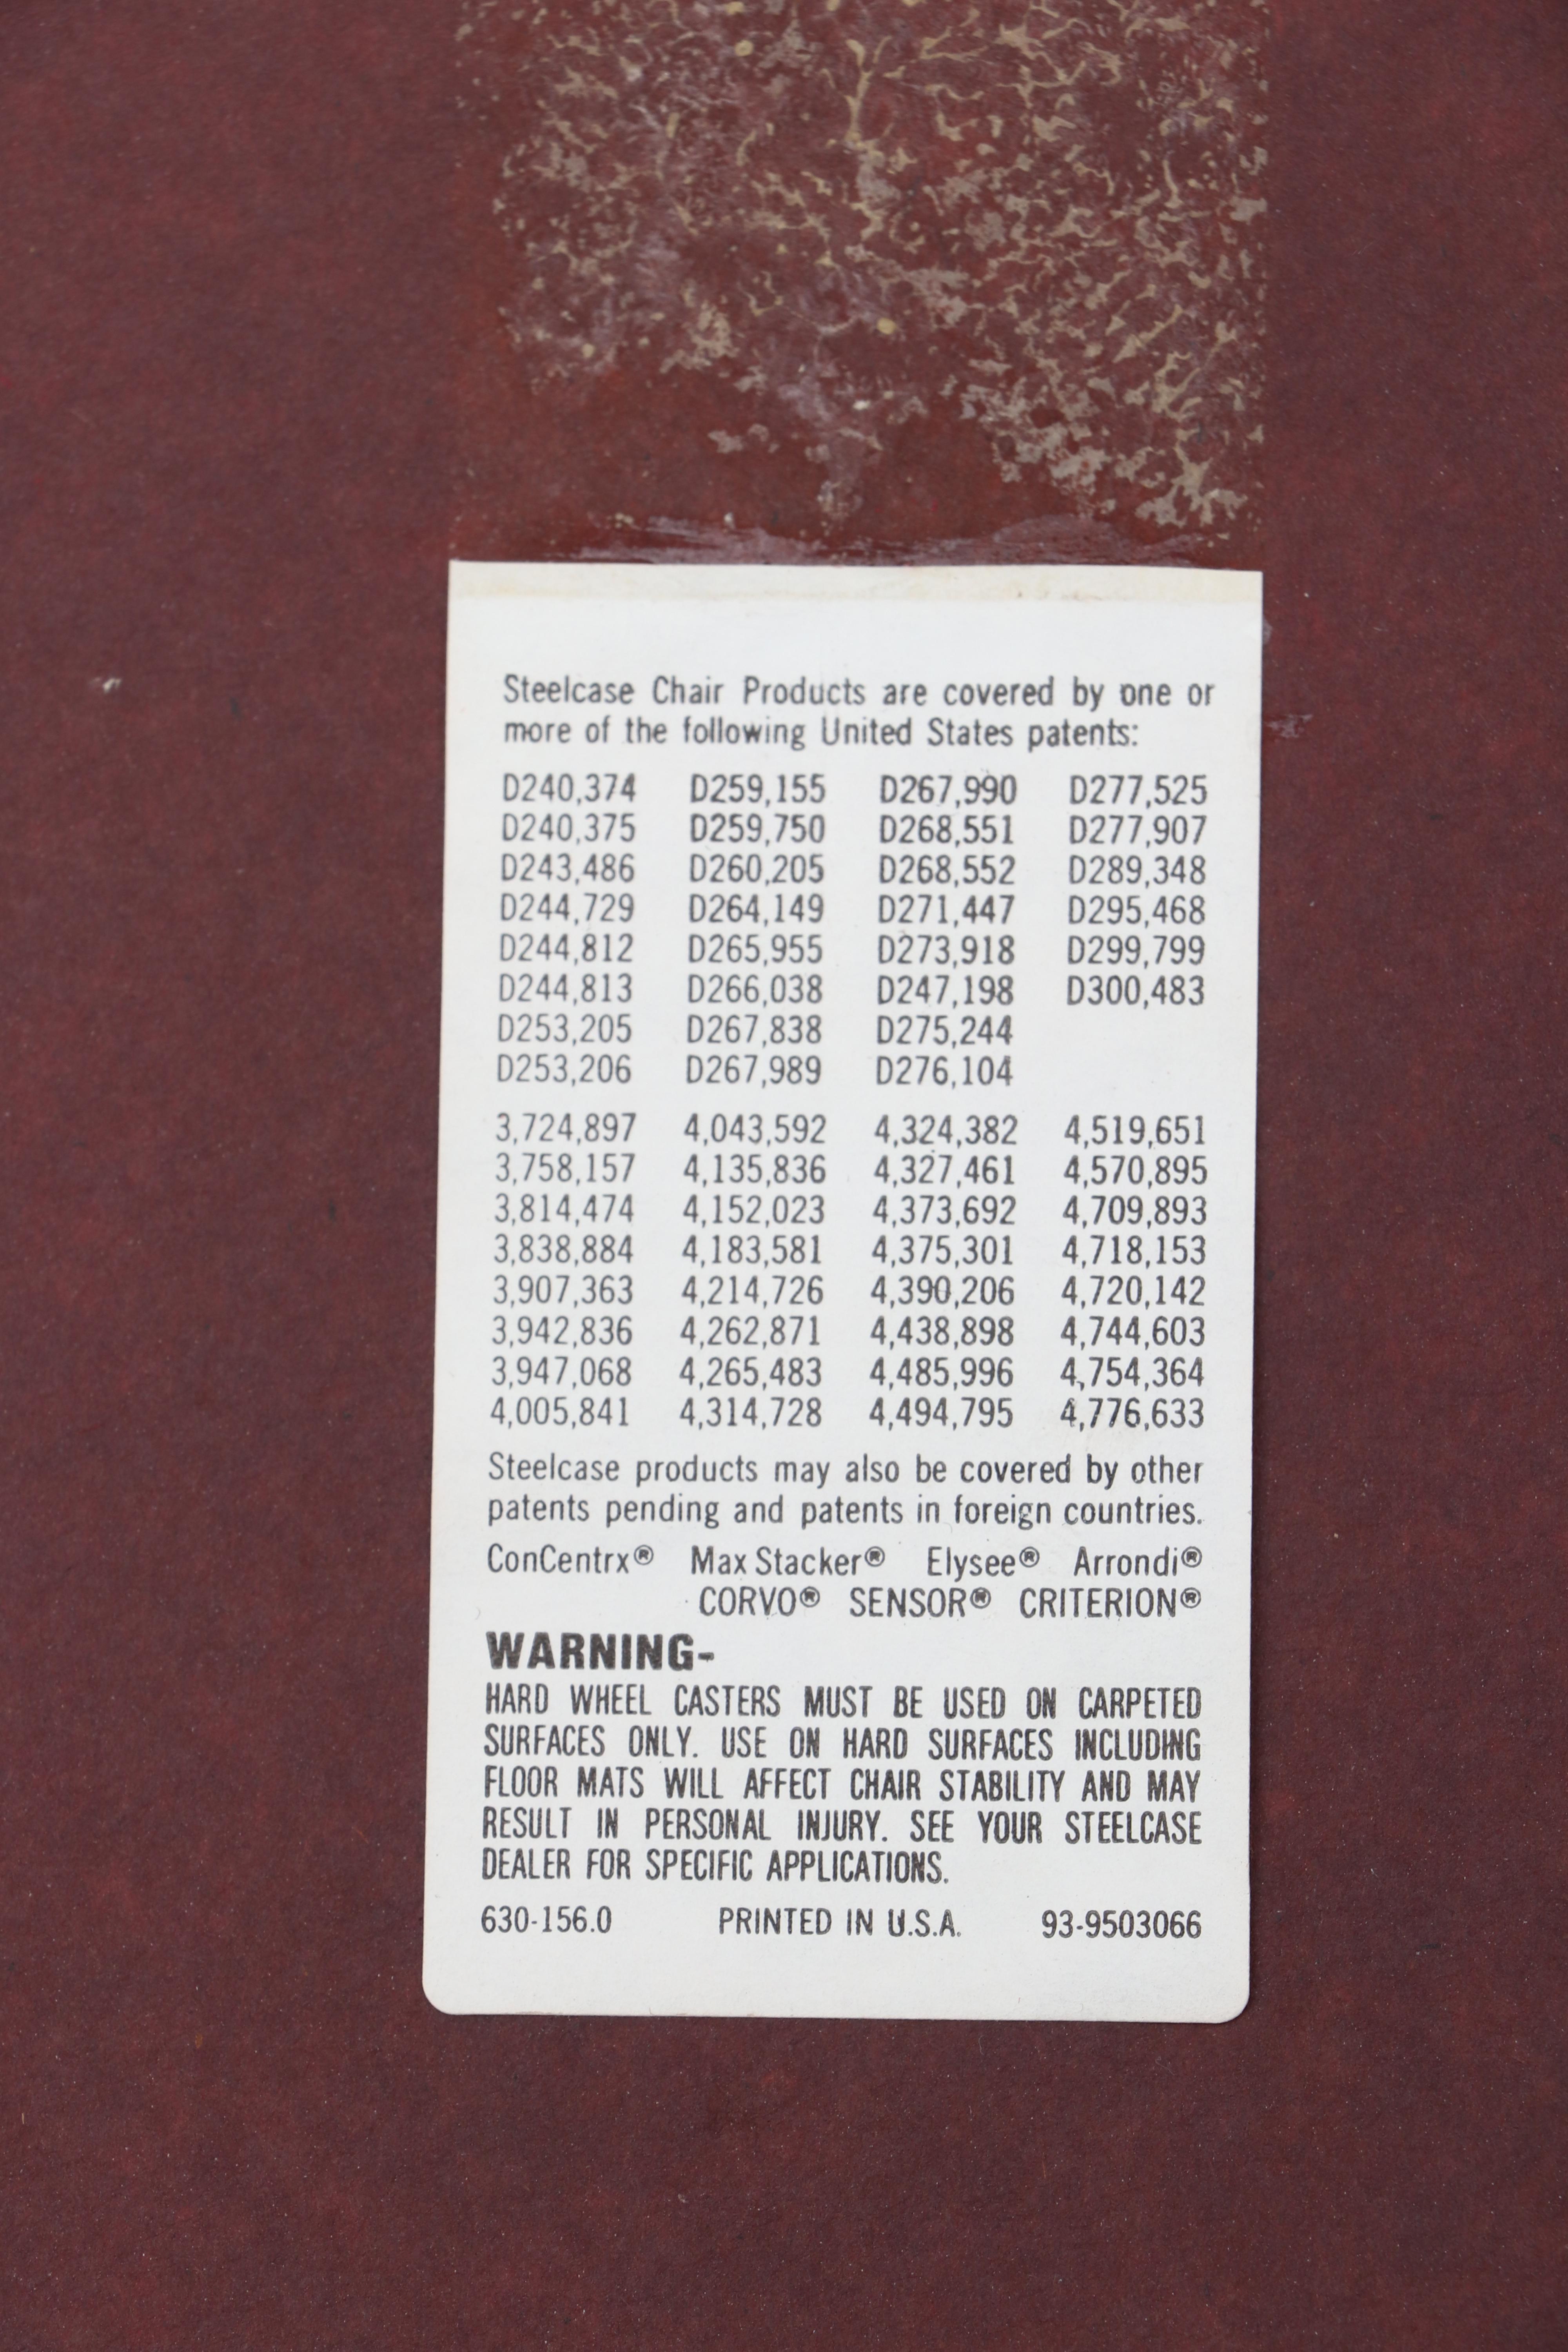 Steelcase Chair Products are covered by one or
more of the following United States patents:
D240,374 D259,155 D267,990 D277,525
D240,375 D259,750 D268,551 D277,907
D243,486 D260,205 D268,552 D289,348
D244,729 D264,149 D271,447 D295,468
D244,812 D265,955 D273,918 D299,799
D244,813 D266,038 D247,198 D300,483
D253,205 D267,838 D275,244
D253,206 D267,989 D276,104
3,724,897 4,043,592 4,324,382 4,519,651
3,758,157 4,135,836 4,327,461 4,570,895
3,814,474 4,152,023 4,373,692 4,709,893
3,838,884 4,183,581 4,375,301 4,718,153
3,907,363 4,214,726 4,390,206 4,720,142
3,942,836 4,262,871 4,438,898 4,744,603
3,947,068 4,265,483 4,485,996 4,754,364
4,005,841 4,314,728 4,494,795 4,776,633
Steelcase products may also be covered by other
patents pending and patents in foreign countries.
ConCentrx® Max Stacker® Elysee® Arrondi®
CORVO® SENSOR® CRITERION®
WARNING-
HARD WHEEL CASTERS MUST BE USED ON CARPETED
SURFACES ONLY. USE ON HARD SURFACES INCLUDING
FLOOR MATS WILL AFFECT CHAIR STABILITY AND MAY
RESULT IN PERSONAL INJURY. SEE YOUR STEELCASE
DEALER FOR SPECIFIC APPLICATIONS.
630-156.0 PRINTED IN U.S.A. 93-9503066